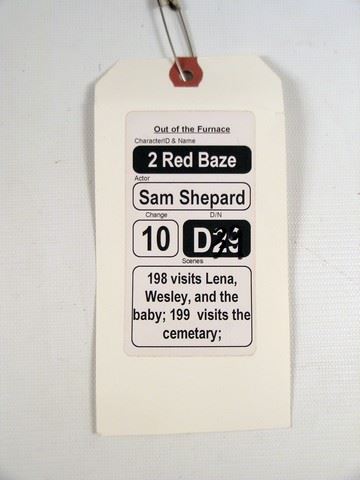 Out of the Furnace
CharacterID & Name
2 Red Baze
Actor
Sam Shepard
Change D/N
10
Scenes
198 visits Lena,
Wesley, and the
baby; 199 visits the
cemetary;